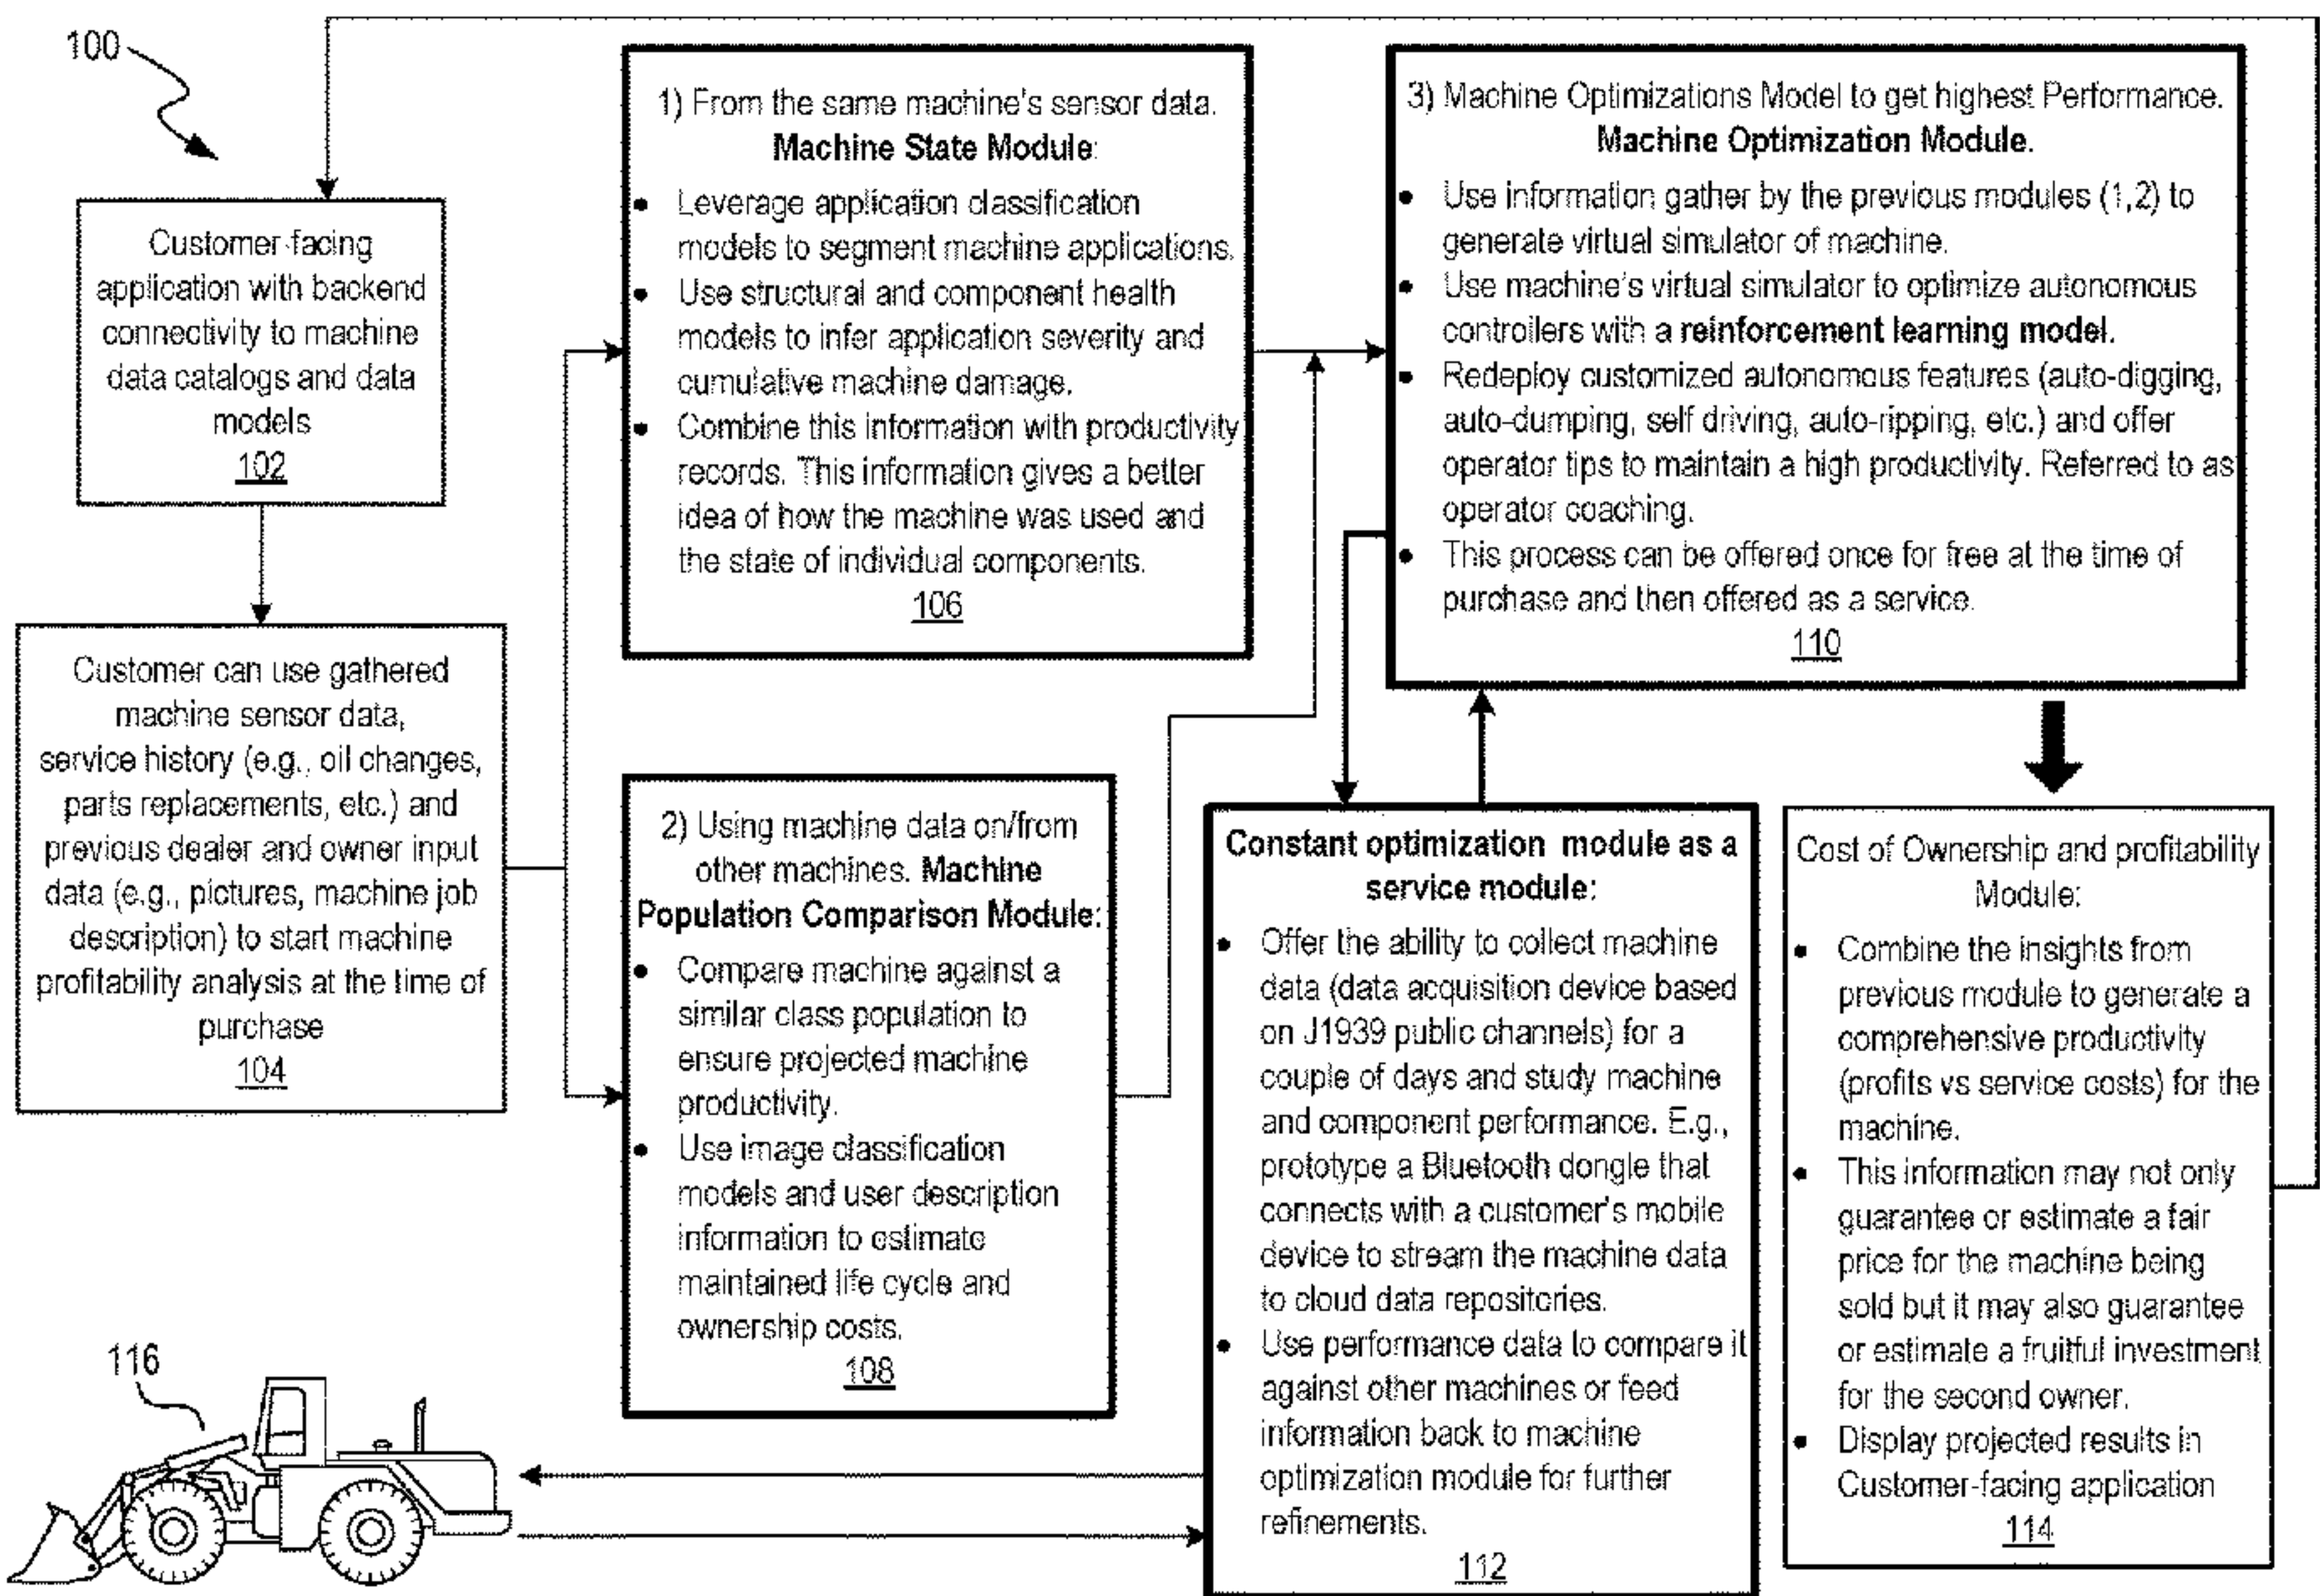 100
Customer-facing
application with backend
connectivity to machine
data catalogs and data
models
102
Customer can use gathered
machine sensor data,
service history (e.g., oil changes,
parts replacements, etc.) and
previous dealer and owner input
data (e.g., pictures, machine job
description) to start machine
profitability analysis at the time of
purchase
104
1) From the same machine's sensor data.
Machine State Module:
• Leverage application classification
models to segment machine applications.
• Use structural and component health
models to infer application severity and
cumulative machine damage.
• Combine this information with productivity
records. This information gives a better
idea of how the machine was used and
the state of individual components.
106
2) Using machine data on/from
other machines. Machine
Population Comparison Module:
• Compare machine against a
similar class population to
ensure projected machine
productivity.
• Use image classification
models and user description
information to estimate
maintained life cycle and
ownership costs.
108
3) Machine Optimizations Model to get highest Performance.
Machine Optimization Module.
• Use information gather by the previous modules (1,2) to
generate virtual simulator of machine.
• Use machine's virtual simulator to optimize autonomous
controllers with a reinforcement learning model.
• Redeploy customized autonomous features (auto-digging,
auto-dumping, self driving, auto-ripping, etc.) and offer
operator tips to maintain a high productivity. Referred to as
operator coaching.
• This process can be offered once for free at the time of
purchase and then offered as a service.
110
Constant optimization module as a
service module:
• Offer the ability to collect machine
data (data acquisition device based
on J1939 public channels) for a
couple of days and study machine
and component performance. E.g.,
prototype a Bluetooth dongle that
connects with a customer's mobile
device to stream the machine data
to cloud data repositories.
• Use performance data to compare it
against other machines or feed
information back to machine
optimization module for further
refinements.
112
Cost of Ownership and profitability
Module:
• Combine the insights from
previous module to generate a
comprehensive productivity
(profits vs service costs) for the
machine.
• This information may not only
guarantee or estimate a fair
price for the machine being
sold but it may also guarantee
or estimate a fruitful investment
for the second owner.
• Display projected results in
Customer-facing application
114
116